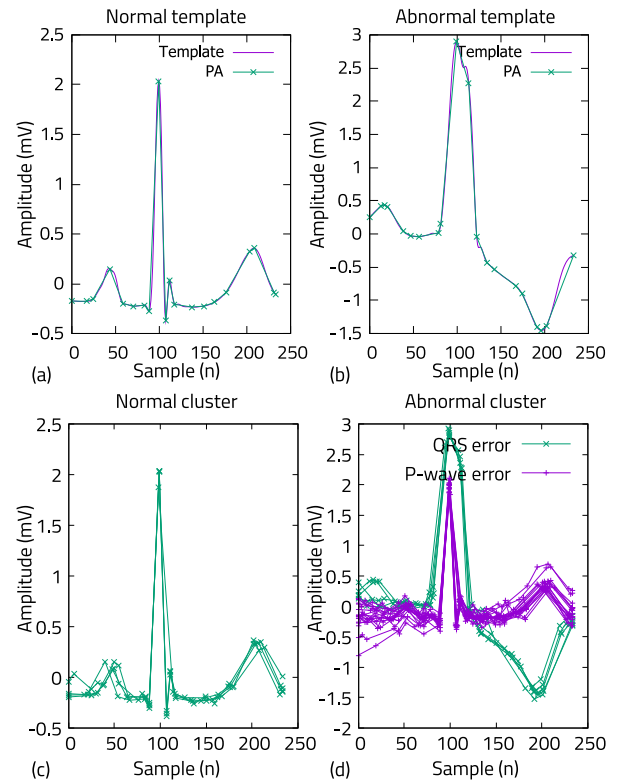 Normal template
Abnormal template
2.5
2
1.5
1
0.5
0
-0.5
Amplitude (mV)
Template
PA
0
50
100
150
200
250
Sample (n)
(a)
3
2.5
2
1.5
1
0.5
0
-0.5
-1
-1.5
Amplitude (mV)
Template
PA
0
50
100
150
200
250
Sample (n)
(b)
Normal cluster
Abnormal cluster
2.5
2
1.5
1
0.5
0
-0.5
Amplitude (mV)
0
50
100
150
200
250
Sample (n)
(c)
3
2.5
2
1.5
1
0.5
0
-0.5
-1
-1.5
-2
Amplitude (mV)
QRS error
P-wave error
0
50
100
150
200
250
Sample (n)
(d)